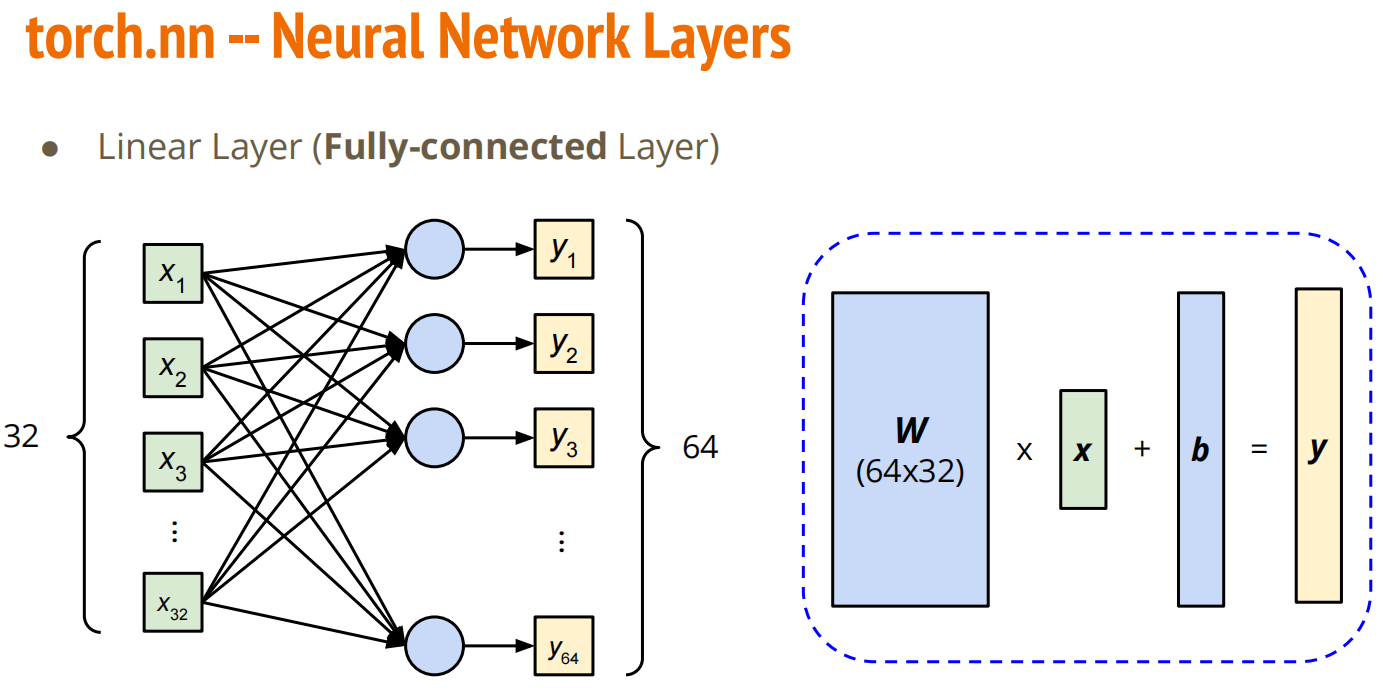 torch.nn -- Neural Network Layers
● Linear Layer (Fully-connected Layer)
32
x1
x2
x3
...
x32
y1
y2
y3
...
y64
64
W
(64x32)
x
x
+
b
=
y